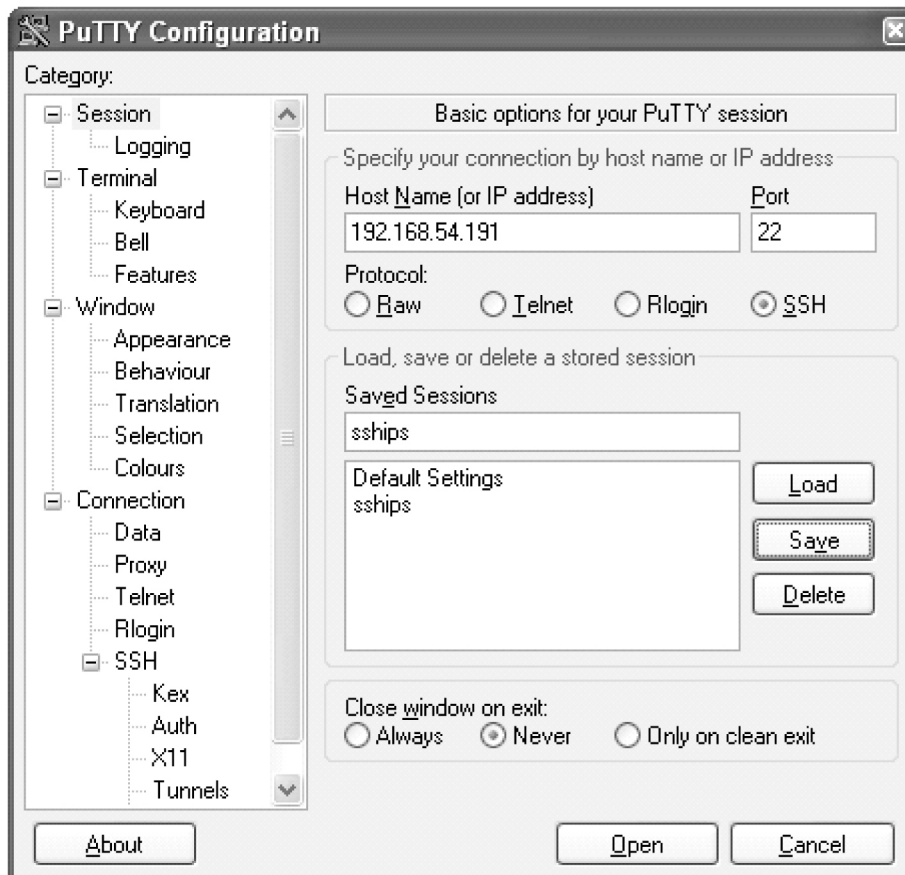 PuTTY Configuration
Category:
Session
Logging
Terminal
Keyboard
Bell
Features
Window
Appearance
Behaviour
Translation
Selection
Colours
Connection
Data
Proxy
Telnet
Rlogin
SSH
Kex
Auth
X11
Tunnels
Basic options for your PuTTY session
Specify your connection by host name or IP address
Host Name (or IP address) Port
192.168.54.191 22
Protocol:
Raw Telnet Rlogin SSH
Load, save or delete a stored session
Saved Sessions
sships
Default Settings
sships
Load
Save
Delete
Close window on exit:
Always Never Only on clean exit
About Open Cancel